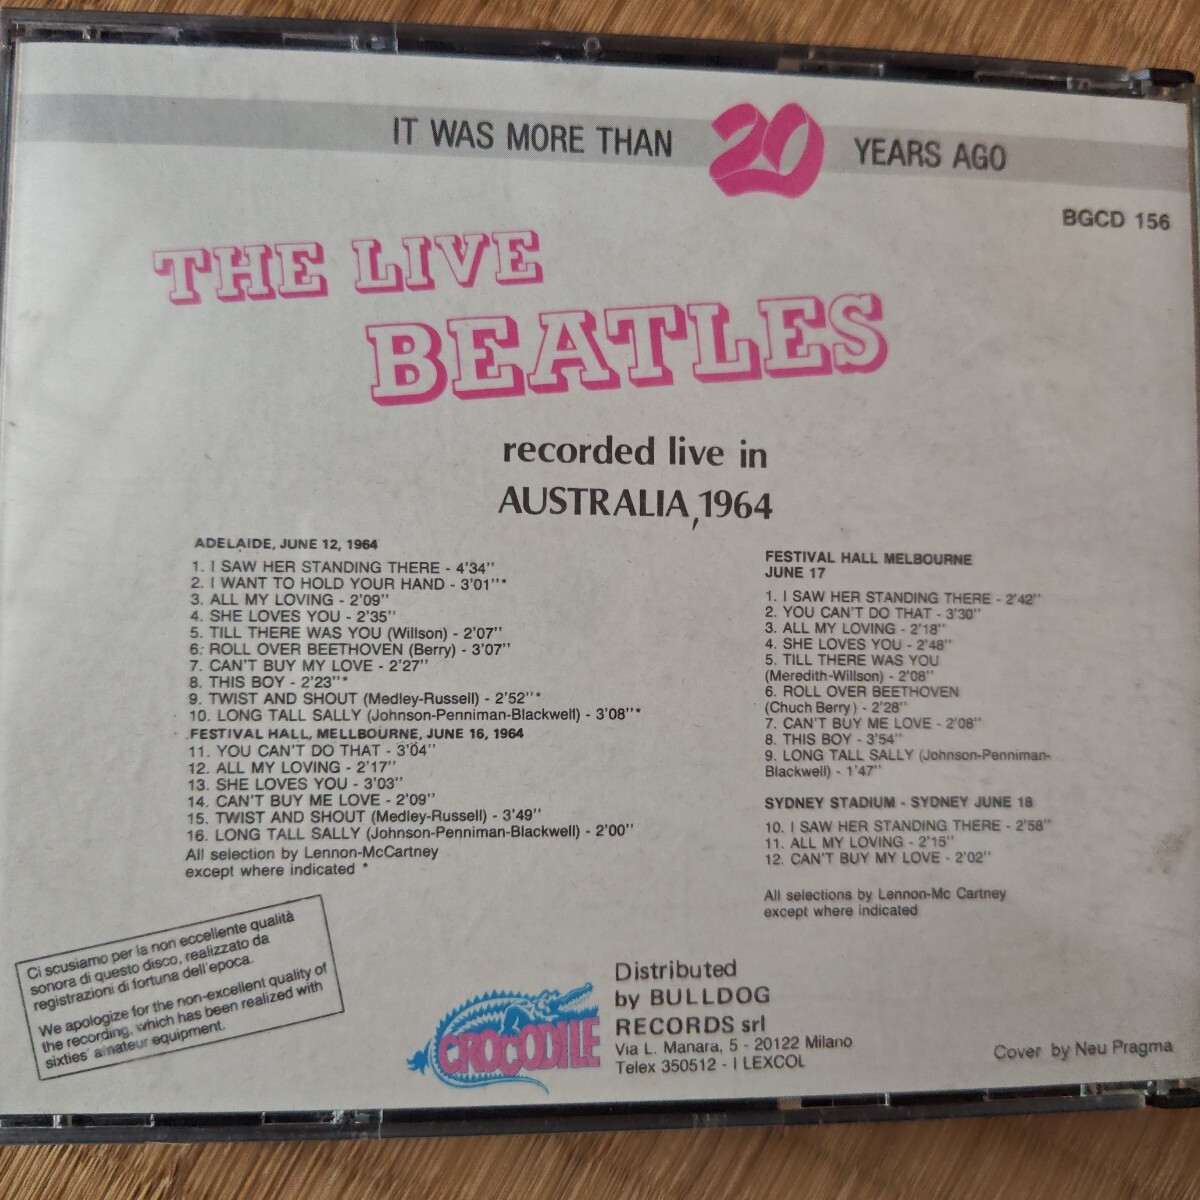 IT WAS MORE THAN 20 YEARS AGO
BGCD 156
THE LIVE
BEATLES
recorded live in
AUSTRALIA, 1964
ADELAIDE, JUNE 12, 1964
1. I SAW HER STANDING THERE - 4'34''
2. I WANT TO HOLD YOUR HAND - 3'01''*
3. ALL MY LOVING - 2'09''
4. SHE LOVES YOU - 2'35''
5. TILL THERE WAS YOU (Willson) - 2'07''
6. ROLL OVER BEETHOVEN (Berry) - 3'07''
7. CAN'T BUY MY LOVE - 2'27''
8. THIS BOY - 2'23''*
9. TWIST AND SHOUT (Medley-Russell) - 2'52''*
10. LONG TALL SALLY (Johnson-Penniman-Blackwell) - 3'08''*
FESTIVAL HALL, MELLBOURNE, JUNE 16, 1964
11. YOU CAN'T DO THAT - 3'04''
12. ALL MY LOVING - 2'17''
13. SHE LOVES YOU - 3'03''
14. CAN'T BUY ME LOVE - 2'09''
15. TWIST AND SHOUT (Medley-Russell) - 3'49''
16. LONG TALL SALLY (Johnson-Penniman-Blackwell) - 2'00''
All selection by Lennon-McCartney
except where indicated *
FESTIVAL HALL MELBOURNE
JUNE 17
1. I SAW HER STANDING THERE - 2'42''
2. YOU CAN'T DO THAT - 3'30''
3. ALL MY LOVING - 2'18''
4. SHE LOVES YOU - 2'48''
5. TILL THERE WAS YOU
(Meredith-Willson) - 2'08''
6. ROLL OVER BEETHOVEN
(Chuch Berry) - 2'28''
7. CAN'T BUY ME LOVE - 2'08''
8. THIS BOY - 3'54''
9. LONG TALL SALLY (Johnson-Penniman-
Blackwell) - 1'47''
SYDNEY STADIUM - SYDNEY JUNE 18
10. I SAW HER STANDING THERE - 2'58''
11. ALL MY LOVING - 2'15''
12. CAN'T BUY MY LOVE - 2'02''
All selections by Lennon-Mc Cartney
except where indicated
Ci scusiamo per la non eccellente qualità
sonora di questo disco, realizzato da
registrazioni di fortuna dell'epoca.
We apologize for the non-excellent quality of
the recording, which has been realized with
sixties' amateur equipment.
CROCODILE
Distributed
by BULLDOG
RECORDS srl
Via L. Manara, 5 - 20122 Milano
Telex 350512 - I LEXCOL
Cover by Neu Pragma